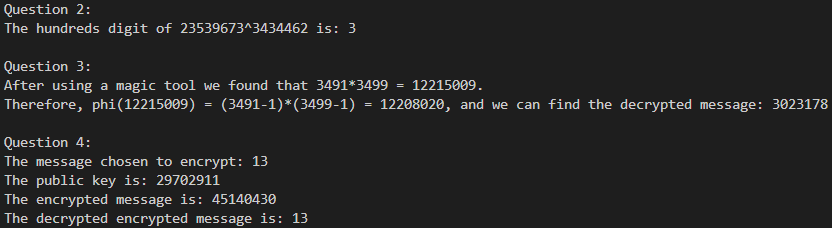 Question 2:
The hundreds digit of 23539673^3434462 is: 3
Question 3:
After using a magic tool we found that 3491*3499 = 12215009.
Therefore, phi(12215009) = (3491-1)*(3499-1) = 12208020, and we can find the decrypted message: 3023178
Question 4:
The message chosen to encrypt: 13
The public key is: 29702911
The encrypted message is: 45140430
The decrypted encrypted message is: 13